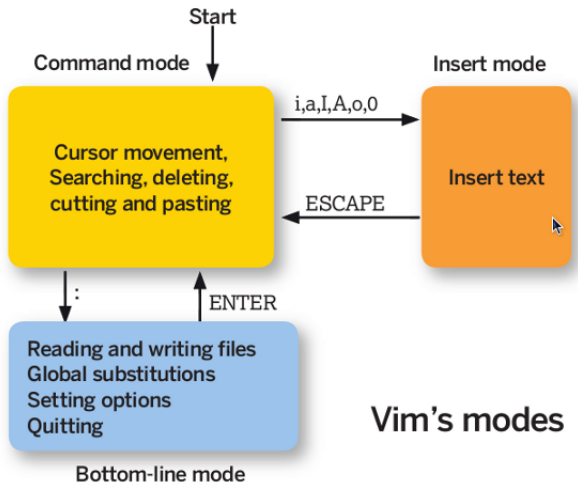 Start
Command mode
Insert mode
i,a,I,A,o,0
Cursor movement,
Searching, deleting,
cutting and pasting
Insert text
ESCAPE
:
ENTER
Reading and writing files
Global substitutions
Setting options
Quitting
Vim's modes
Bottom-line mode